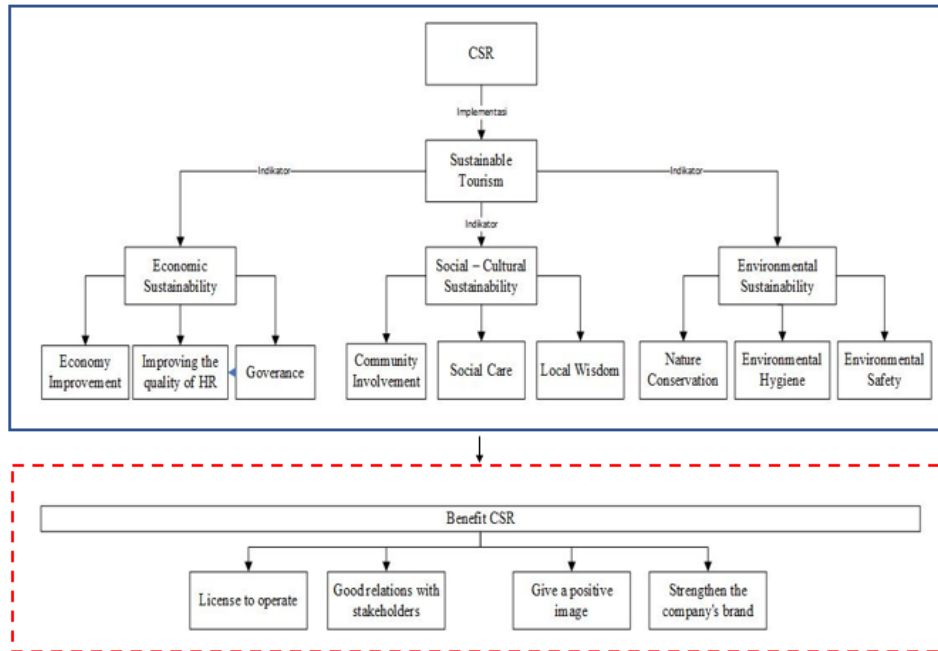 CSR
Implementasi
Sustainable
Tourism
Indikator
Indikator
Indikator
Economic
Sustainability
Social – Cultural
Sustainability
Environmental
Sustainability
Economy
Improvement
Improving the
quality of HR
Goverance
Community
Involvement
Social Care
Local Wisdom
Nature
Conservation
Environmental
Hygiene
Environmental
Safety
Benefit CSR
License to operate
Good relations with
stakeholders
Give a positive
image
Strengthen the
company's brand